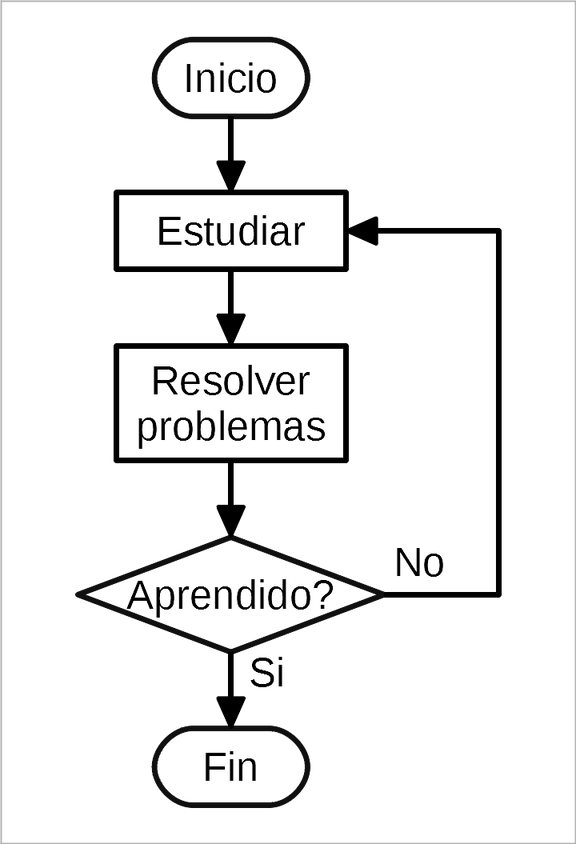 Inicio
Estudiar
Resolver
problemas
Aprendido?
No
Si
Fin